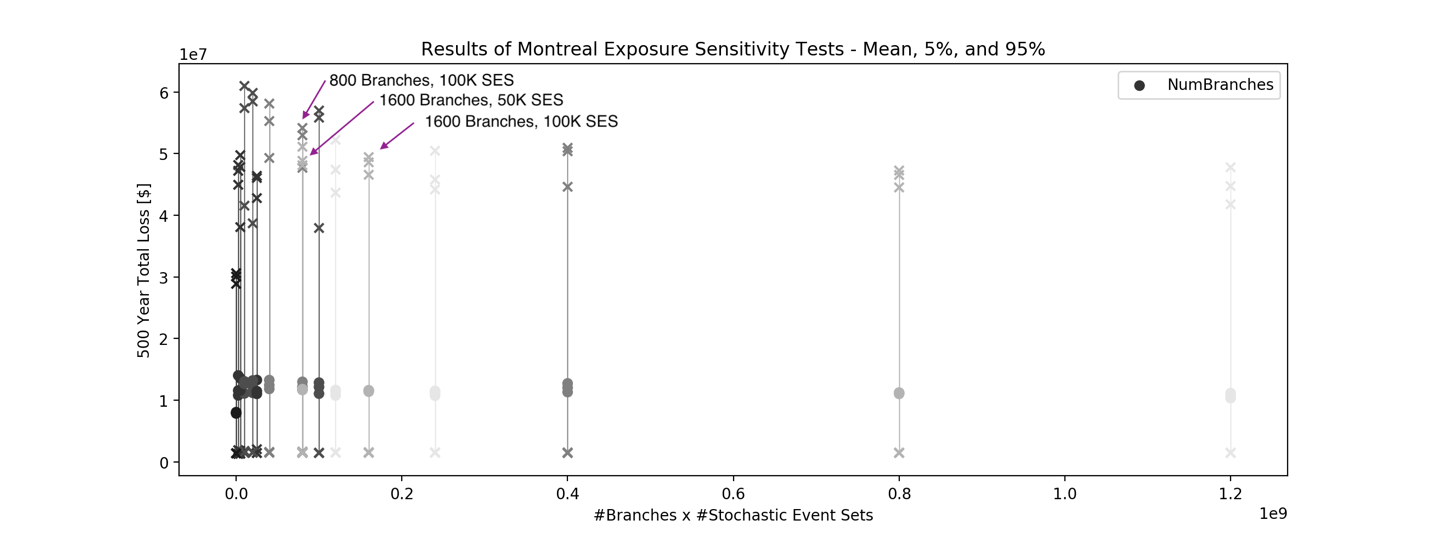 Results of Montreal Exposure Sensitivity Tests - Mean, 5%, and 95%
1e7
800 Branches, 100K SES
1600 Branches, 50K SES
1600 Branches, 100K SES
NumBranches
6
5
4
3
2
1
0
500 Year Total Loss [$]
0.0 0.2 0.4 0.6 0.8 1.0 1.2
#Branches x #Stochastic Event Sets
1e9